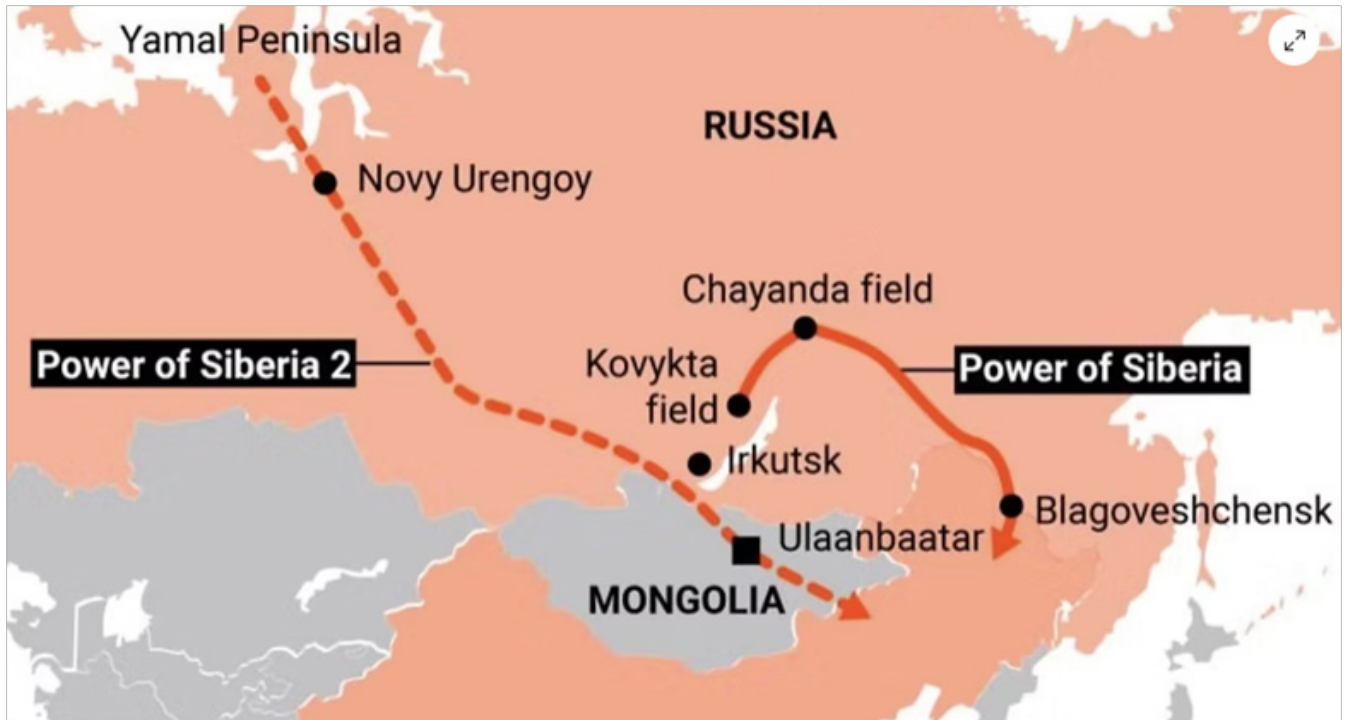 Yamal Peninsula
RUSSIA
Novy Urengoy
Chayanda field
Power of Siberia 2
Kovykta
field
Power of Siberia
Irkutsk
Blagoveshchensk
Ulaanbaatar
MONGOLIA